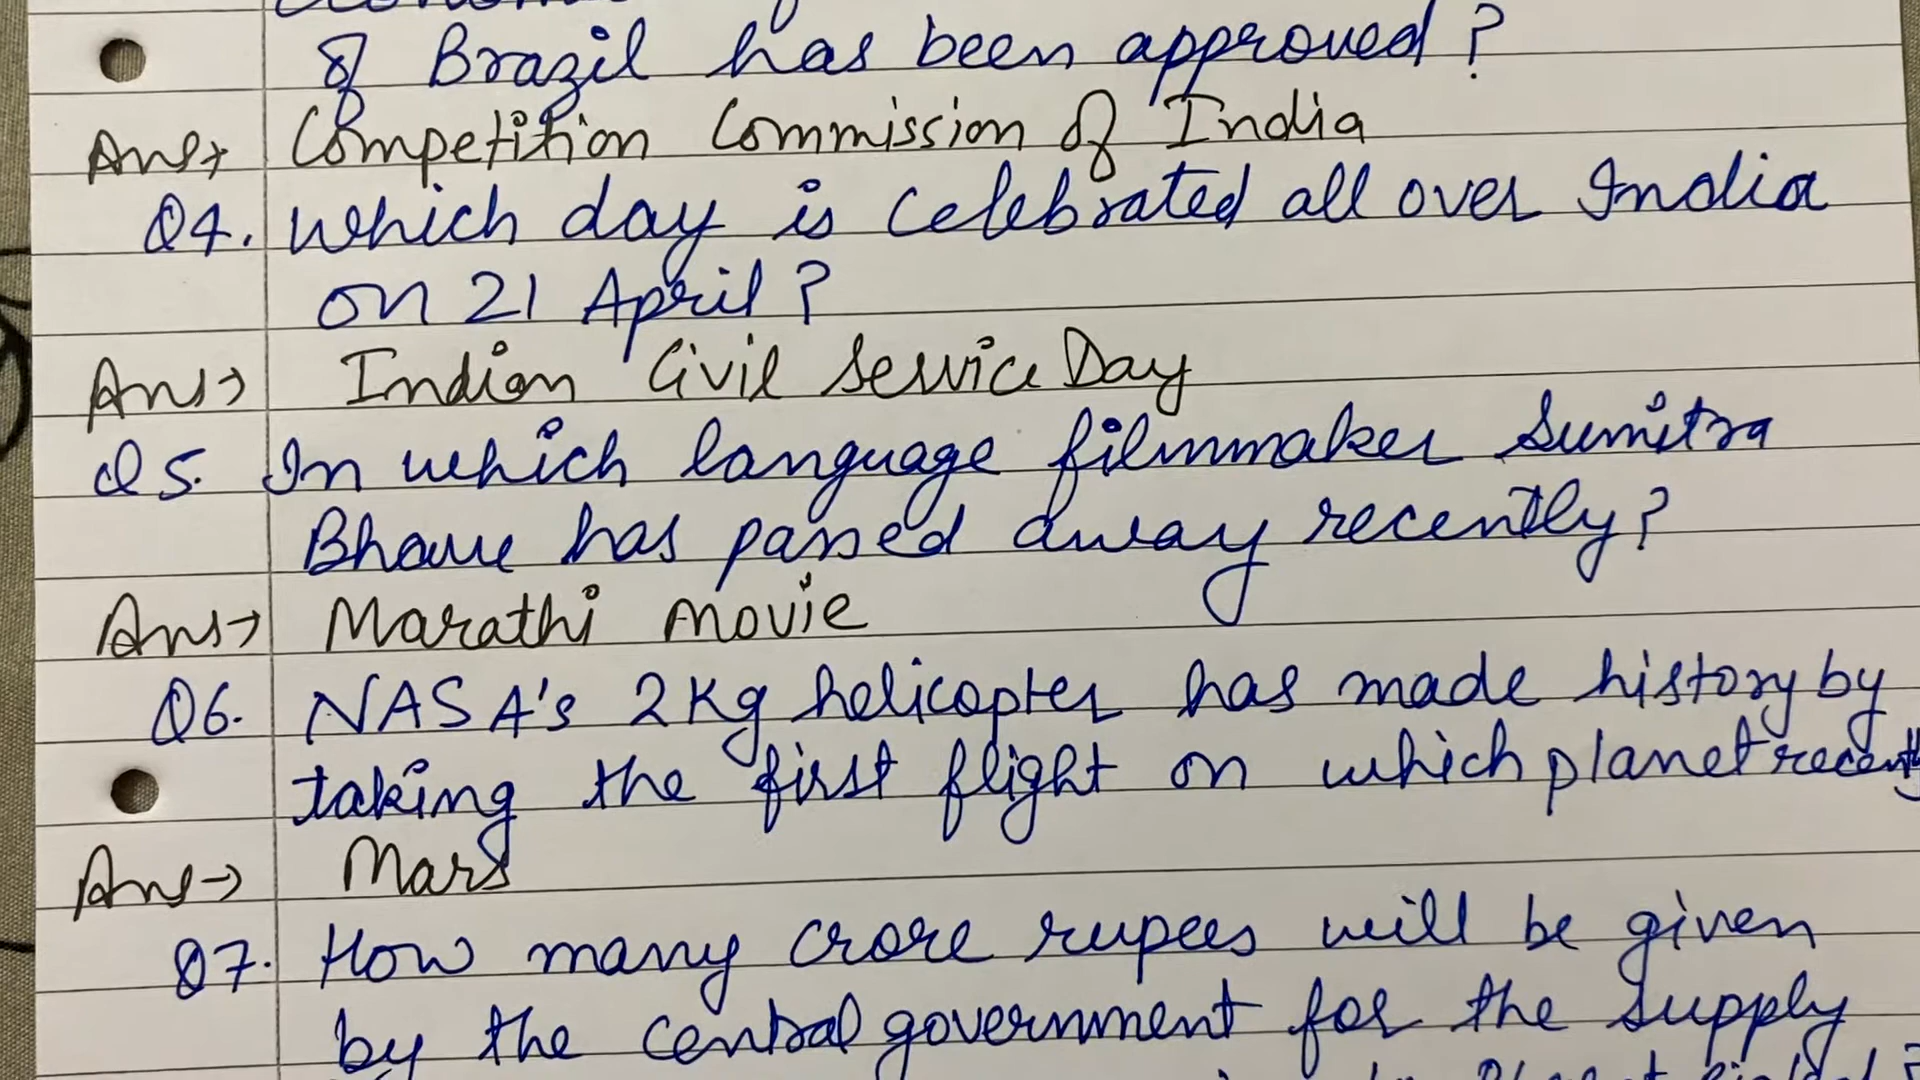 of Brazil has been approved?
Ans→ Competition Commission of India
Q4. Which day is celebrated all over India
on 21 April?
Ans→ Indian Civil Service Day
Q5. In which language filmmaker Sumitra
Bhave has passed away recently?
Ans→ Marathi movie
Q6. NASA's 2Kg helicopter has made history by
taking the first flight on which planet recently
Ans→ Mars
Q7. How many crore rupees will be given
by the central government for the supply